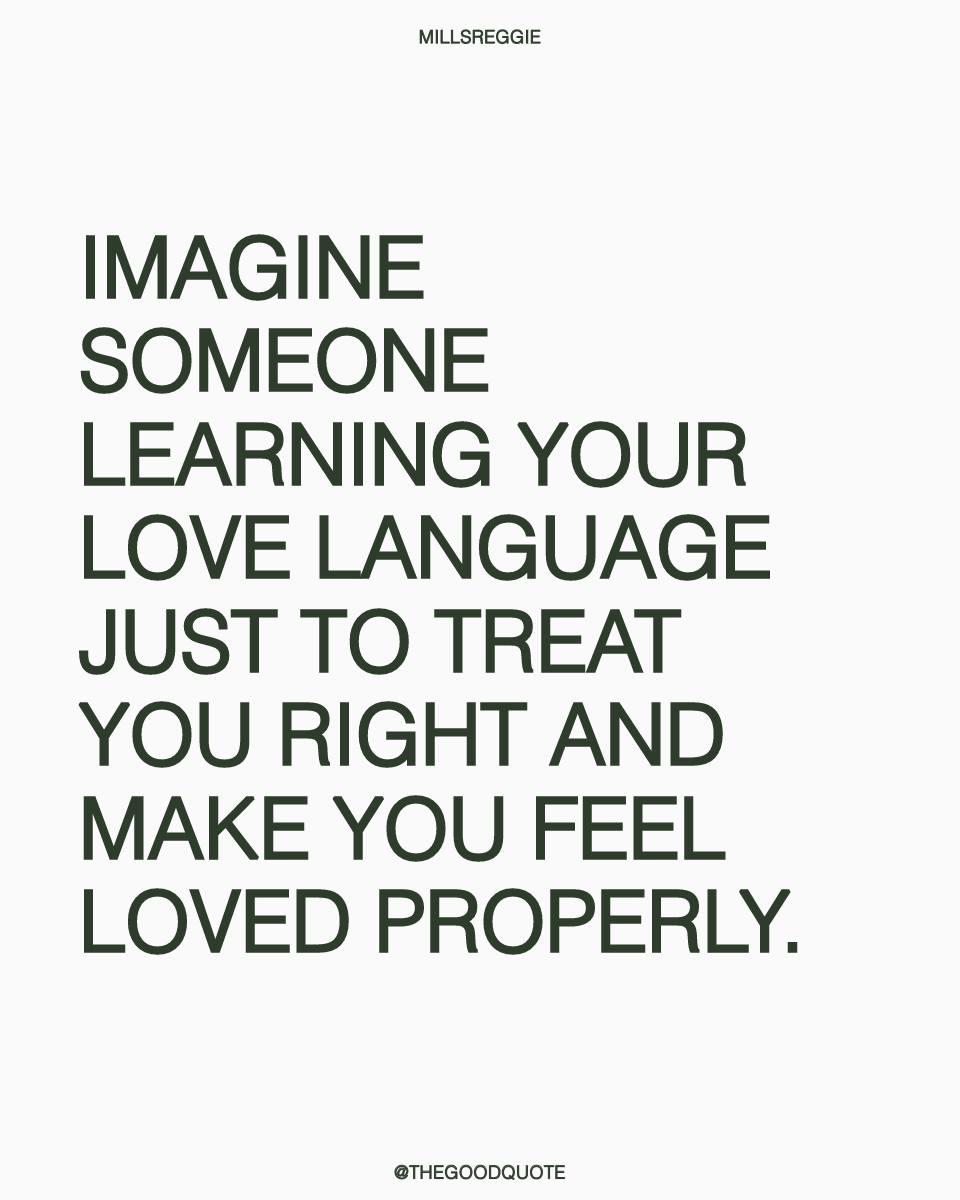 MILLSREGGIE
IMAGINE
SOMEONE
LEARNING YOUR
LOVE LANGUAGE
JUST TO TREAT
YOU RIGHT AND
MAKE YOU FEEL
LOVED PROPERLY.
@THEGOODQUOTE